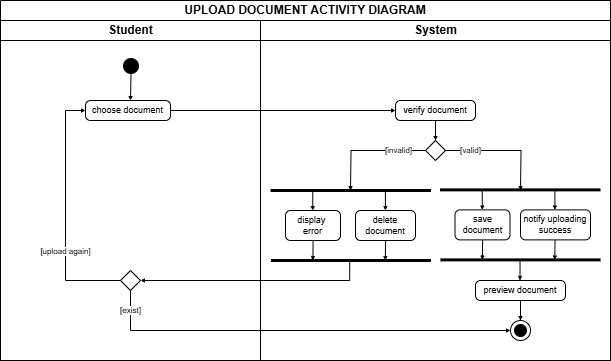 UPLOAD DOCUMENT ACTIVITY DIAGRAM
Student
System
choose document
verify document
[invalid]
[valid]
display
error
delete
document
save
document
notify uploading
success
[upload again]
preview document
[exist]